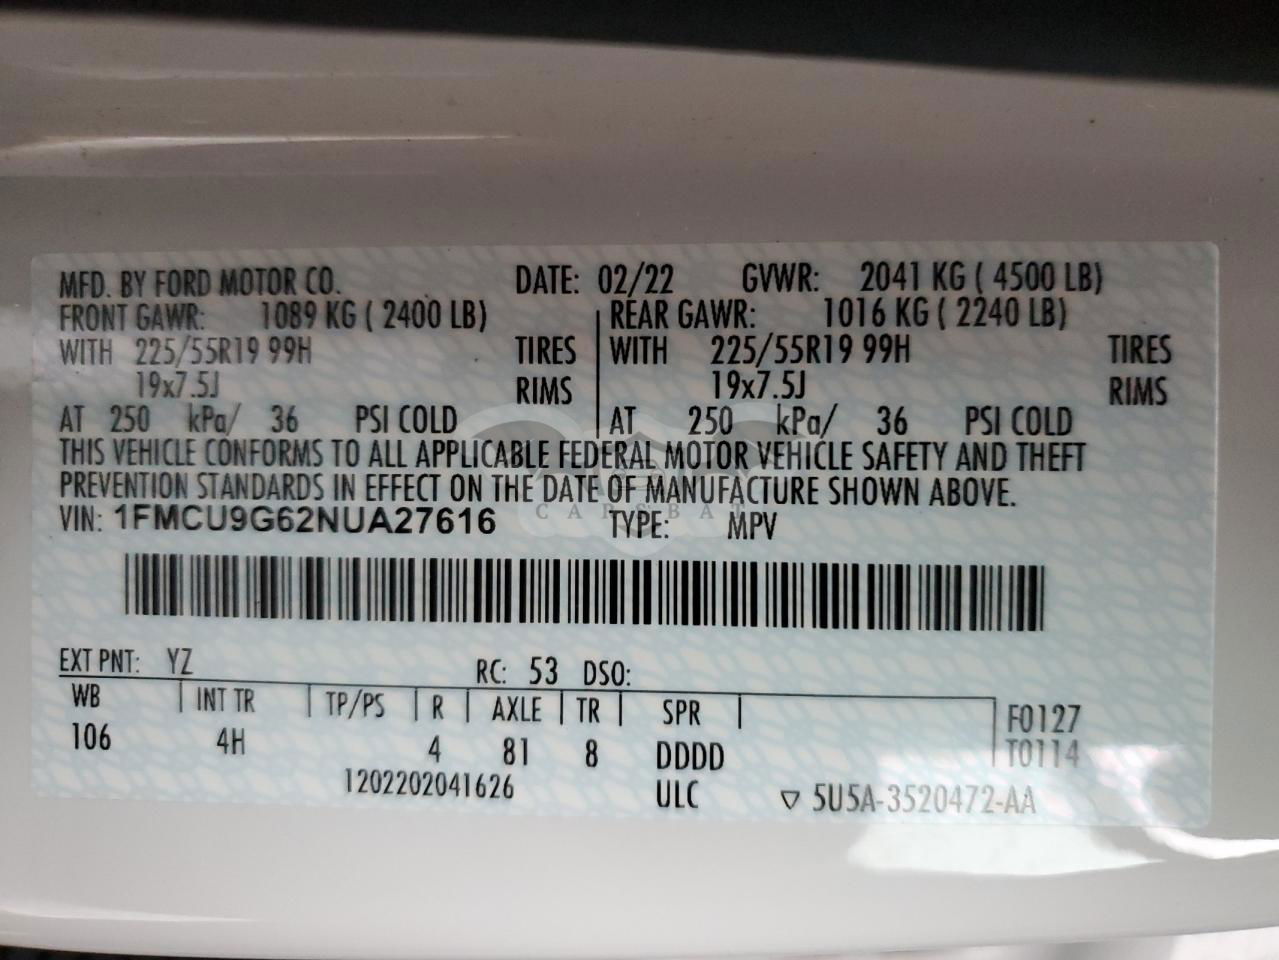 MFD. BY FORD MOTOR CO. DATE: 02/22 GVWR: 2041 KG ( 4500 LB)
FRONT GAWR: 1089 KG ( 2400 LB) REAR GAWR: 1016 KG ( 2240 LB)
WITH 225/55R19 99H TIRES WITH 225/55R19 99H TIRES
19x7.5J RIMS 19x7.5J RIMS
AT 250 kPa/ 36 PSI COLD AT 250 kPa/ 36 PSI COLD
THIS VEHICLE CONFORMS TO ALL APPLICABLE FEDERAL MOTOR VEHICLE SAFETY AND THEFT
PREVENTION STANDARDS IN EFFECT ON THE DATE OF MANUFACTURE SHOWN ABOVE.
CARSBAT
VIN: 1FMCU9G62NUA27616 TYPE: MPV
EXT PNT: YZ RC: 53 DSO:
WB INT TR TP/PS R AXLE TR SPR F0127
106 4H 4 81 8 DDDD T0114
1202202041626 ULC ▽ 5U5A-3520472-AA